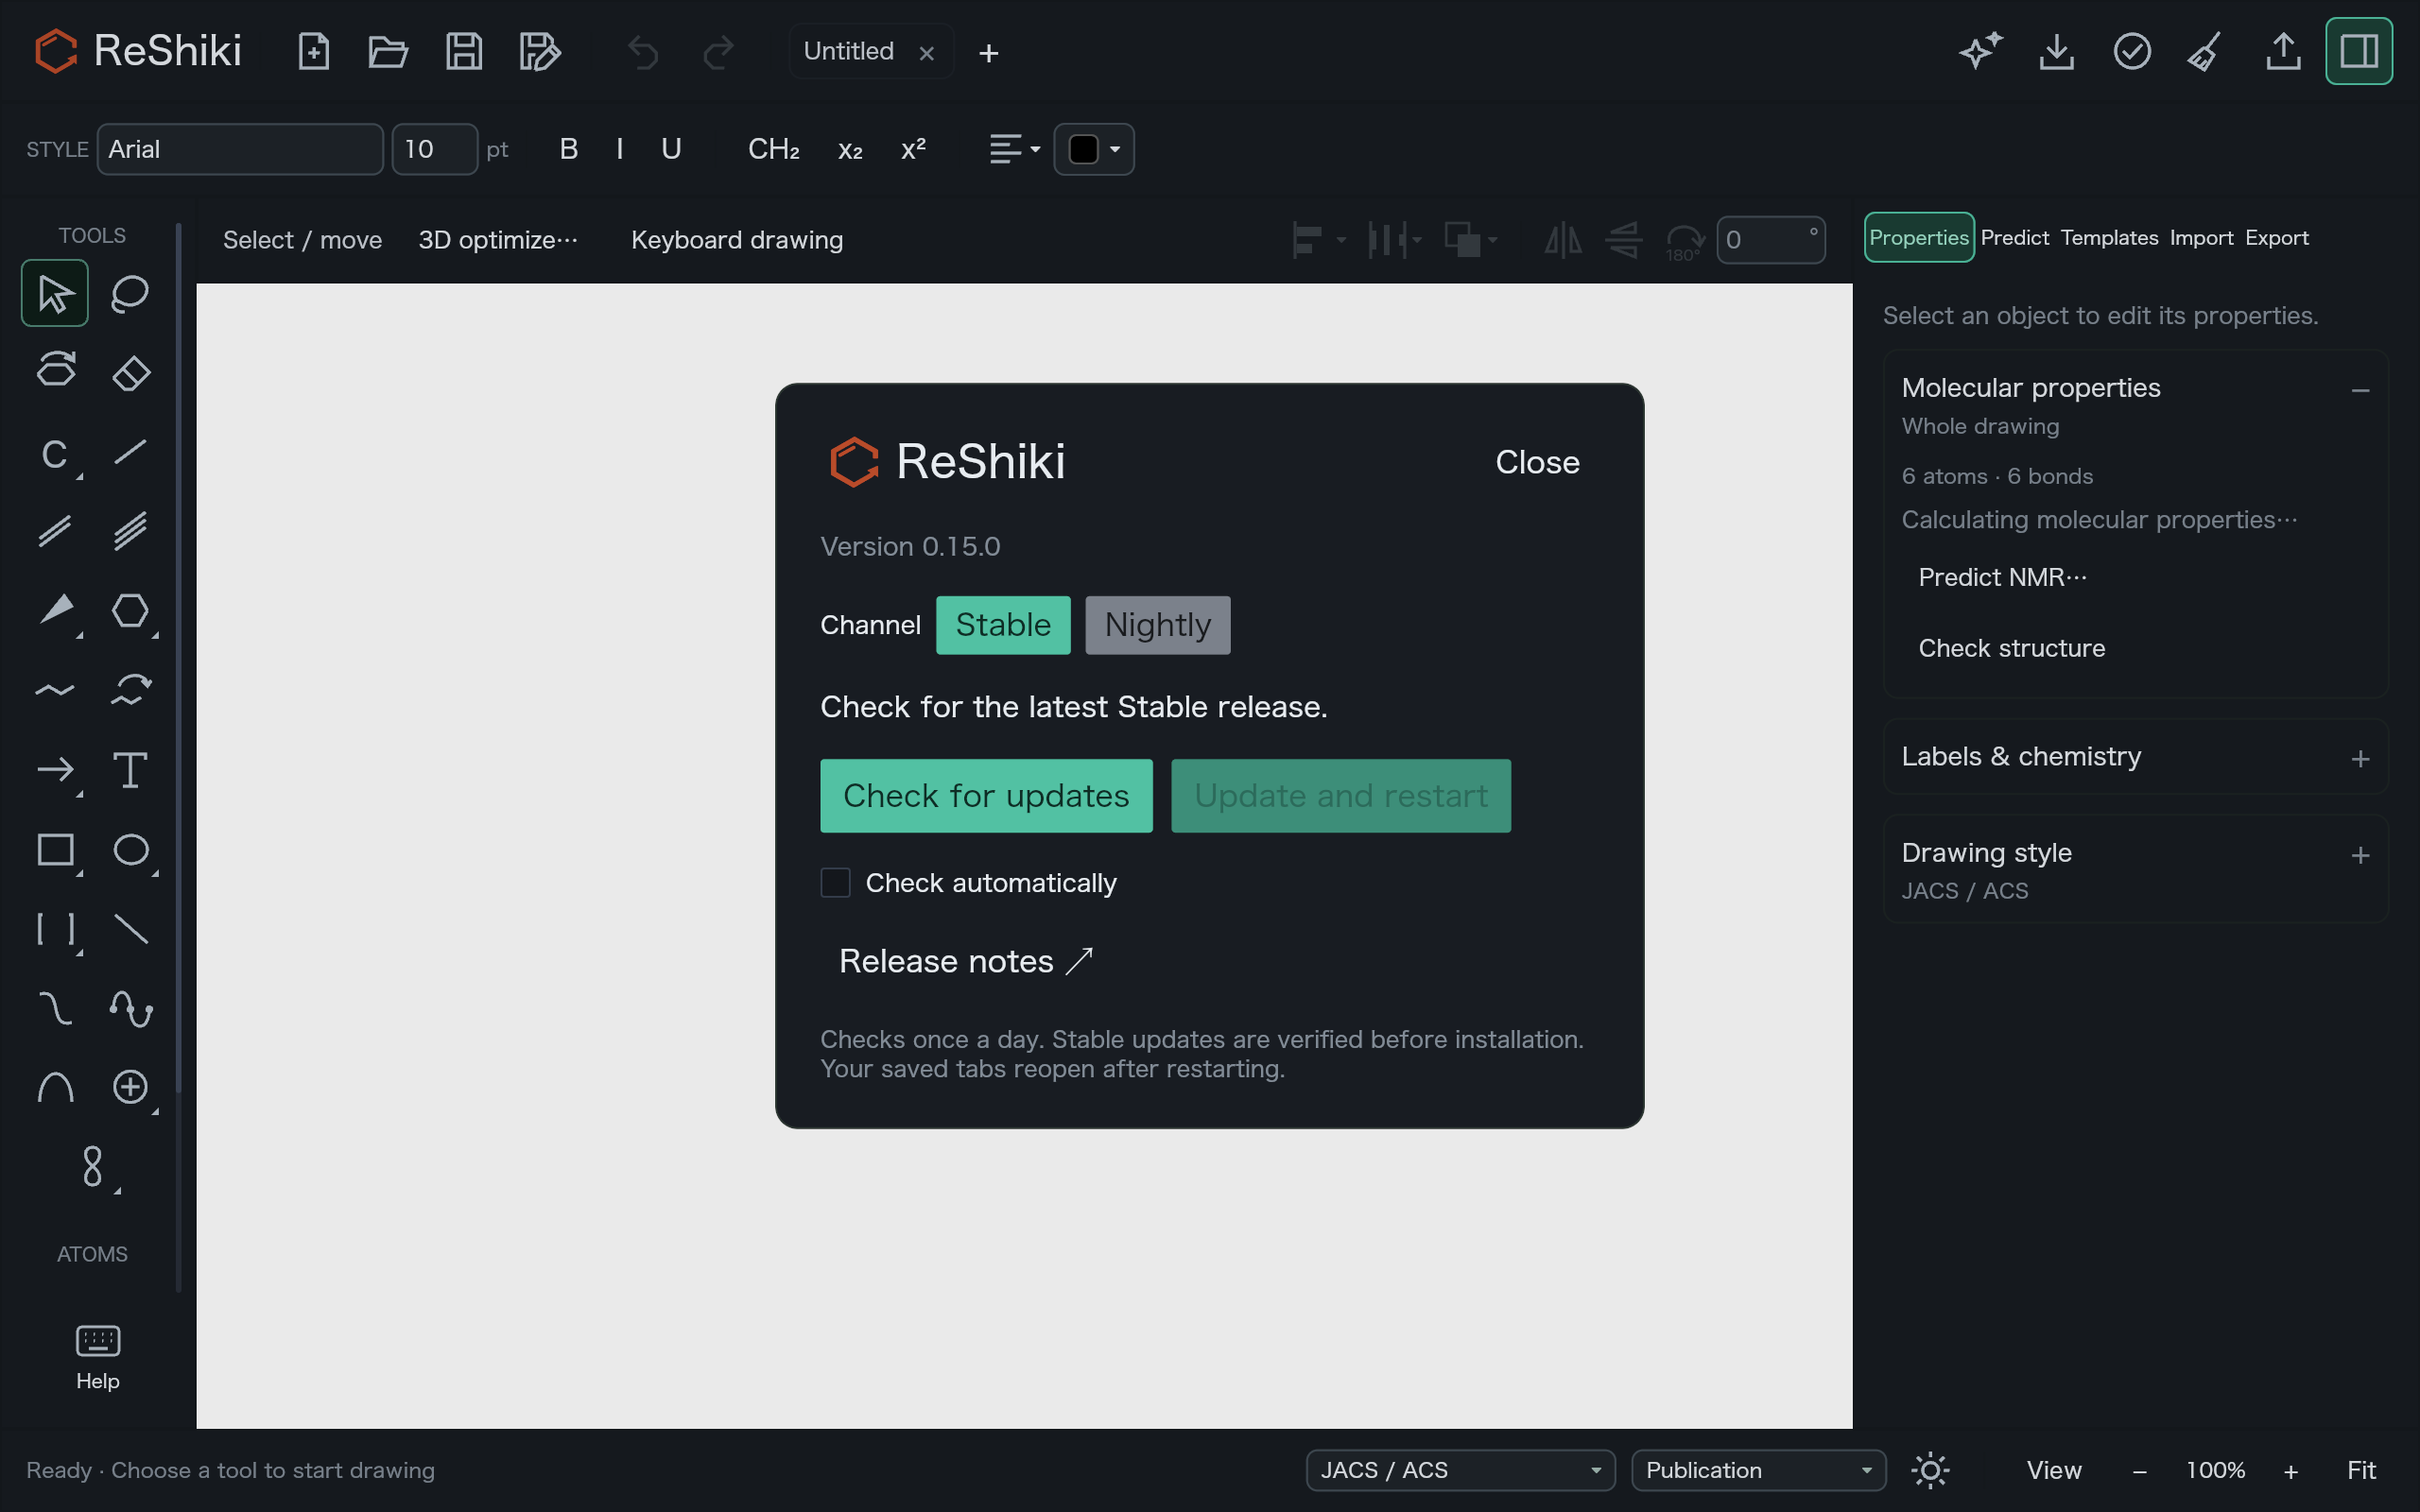 ReShiki
Untitled × +
STYLE Arial 10 pt B I U CH₂ x₂ x²
TOOLS
Select / move 3D optimize··· Keyboard drawing
180° 0 °
Properties Predict Templates Import Export
Select an object to edit its properties.
Molecular properties −
Whole drawing
6 atoms · 6 bonds
Calculating molecular properties···
Predict NMR···
Check structure
Labels & chemistry +
Drawing style +
JACS / ACS
C
T
ATOMS
Help
ReShiki
Close
Version 0.15.0
Channel Stable Nightly
Check for the latest Stable release.
Check for updates Update and restart
Check automatically
Release notes ↗
Checks once a day. Stable updates are verified before installation.
Your saved tabs reopen after restarting.
Ready · Choose a tool to start drawing
JACS / ACS Publication View − 100% + Fit